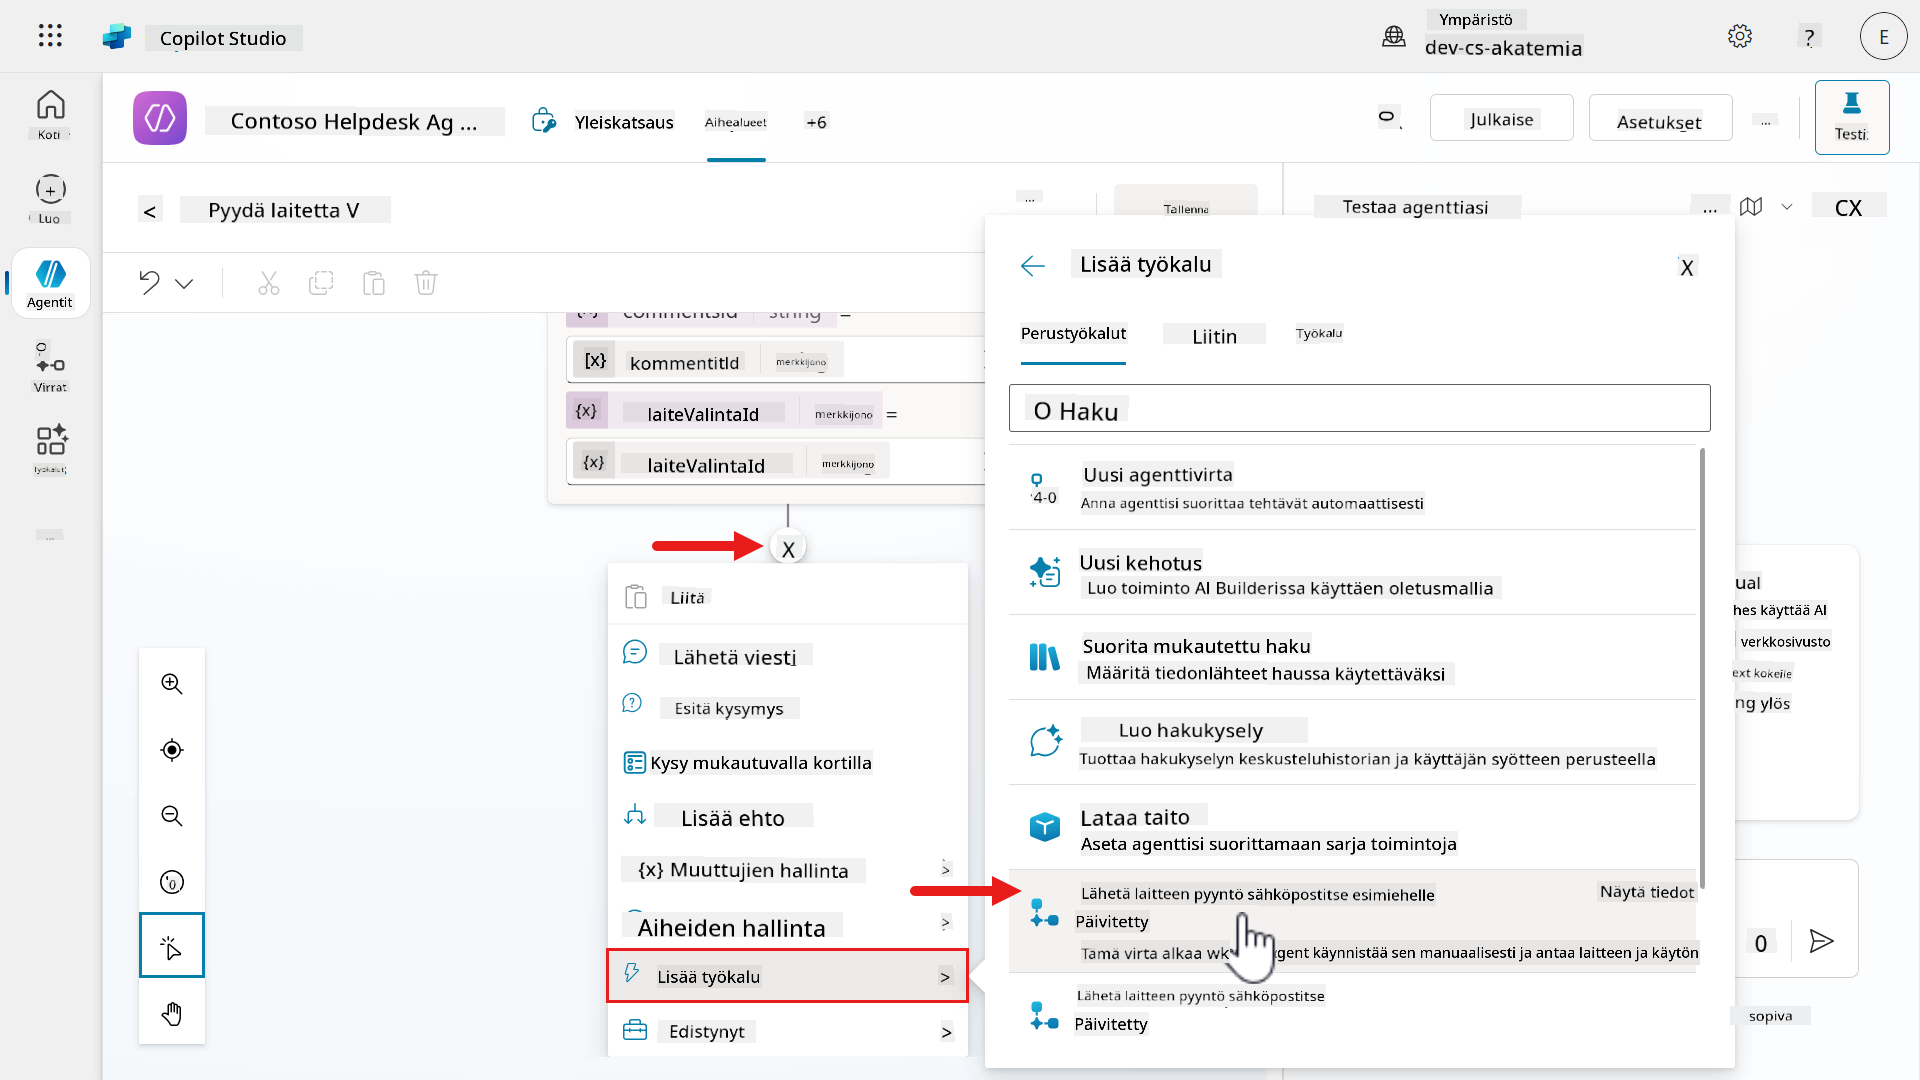 Copilot Studio
Ympäristö
dev-cs-akatemia
?
E
Koti
Luo
Agentit
Virrat
Työkalut
...
Contoso Helpdesk Ag ...
Yleiskatsaus
Aihealueet
+6
Julkaise
Asetukset
...
Testi
<
Pyydä laitetta V
...
Tallenna
Testaa agenttiasi
...
CX
kommentitId
merkkijono
{x}
laiteValintaId
merkkijono
=
{x}
laiteValintaId
merkkijono
X
Liitä
Lähetä viesti
Esitä kysymys
Kysy mukautuvalla kortilla
Lisää ehto
{x} Muuttujien hallinta
>
Aiheiden hallinta
>
Lisää työkalu
>
Edistynyt
>
Lisää työkalu
X
Perustyökalut
Liitin
Työkalu
O Haku
Uusi agenttivirta
Anna agenttisi suorittaa tehtävät automaattisesti
Uusi kehotus
Luo toiminto AI Builderissa käyttäen oletusmallia
Suorita mukautettu haku
Määritä tiedonlähteet haussa käytettäväksi
Luo hakukysely
Tuottaa hakukyselyn keskusteluhistorian ja käyttäjän syötteen perusteella
Lataa taito
Aseta agenttisi suorittamaan sarja toimintoja
Lähetä laitteen pyyntö sähköpostitse esimiehelle
Näytä tiedot
Päivitetty
Tämä virta alkaa gent käynnistää sen manuaalisesti ja antaa laitteen ja käytön
Lähetä laitteen pyyntö sähköpostitse
Päivitetty
ual
hes käyttää AI
verkkosivusto
ext kokeile
ng ylös
0
sopiva